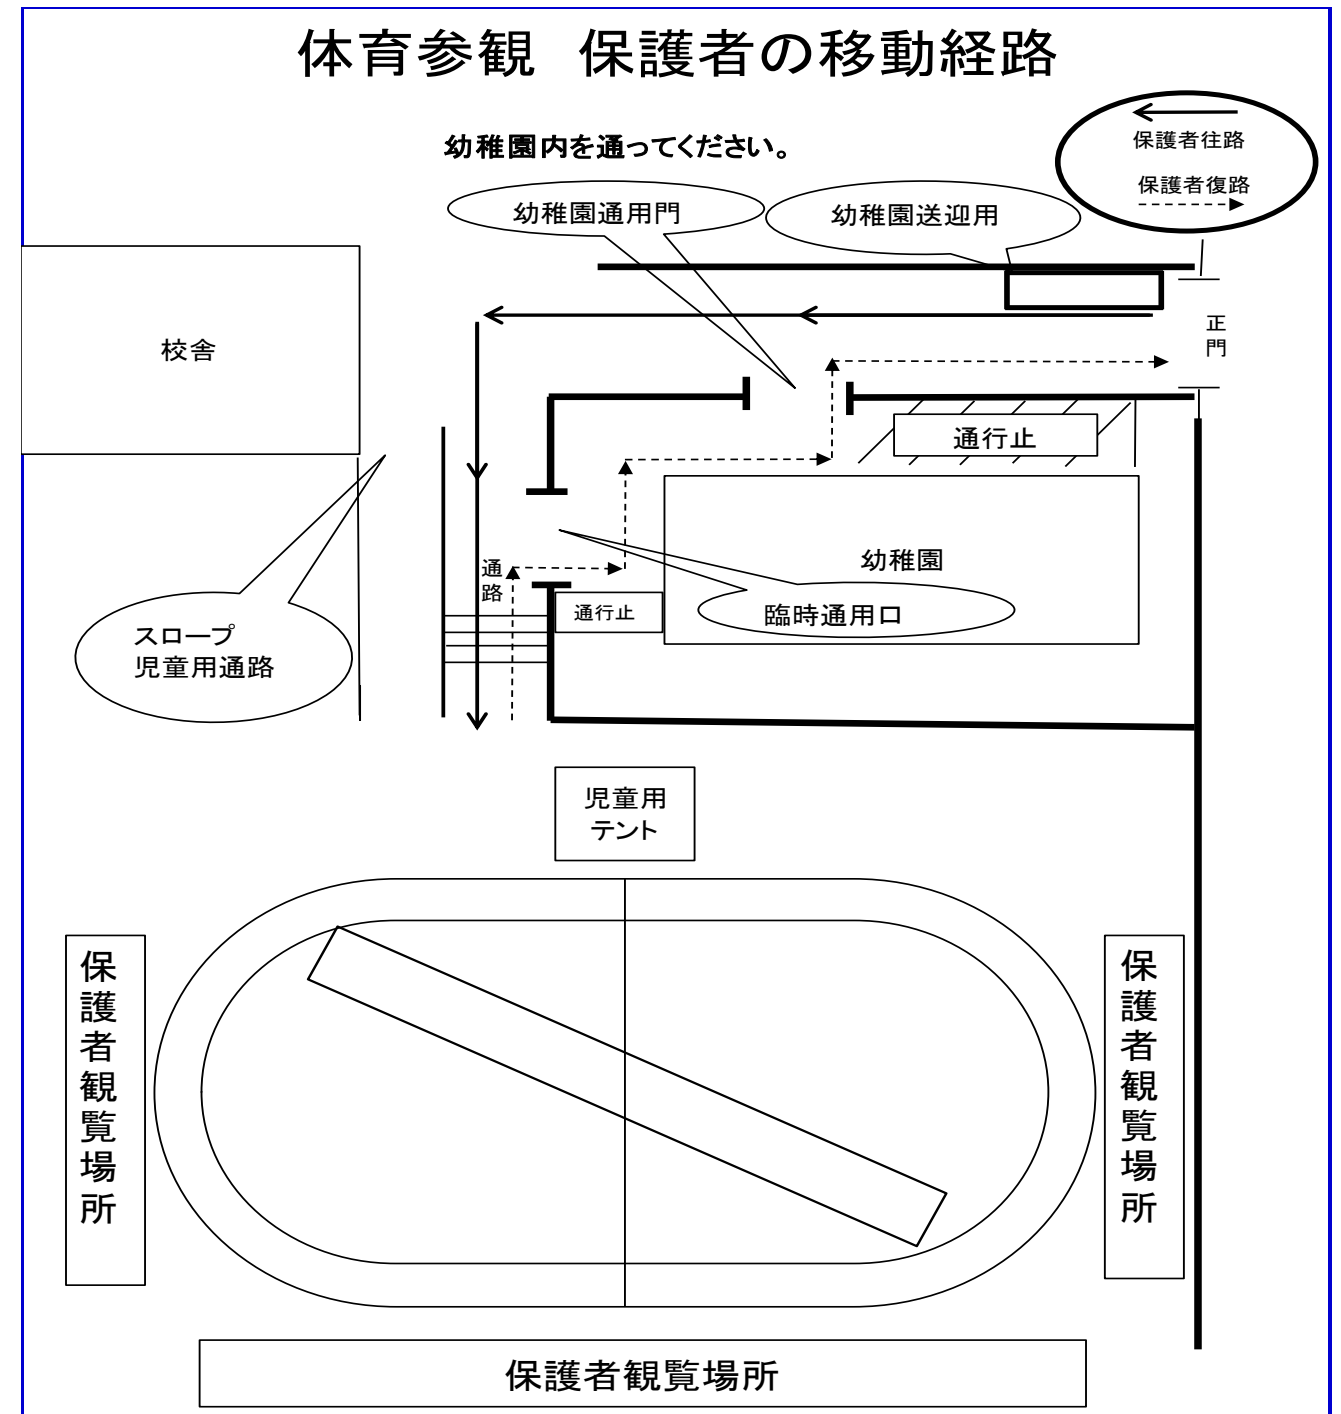 体育参観　保護者の移動経路
幼稚園内を通ってください。
保護者往路
保護者復路
幼稚園通用門
幼稚園送迎用
正門
校舎
通行止
幼稚園
通路
通行止
臨時通用口
スロープ
児童用通路
児童用
テント
保護者観覧場所
保護者観覧場所
保護者観覧場所